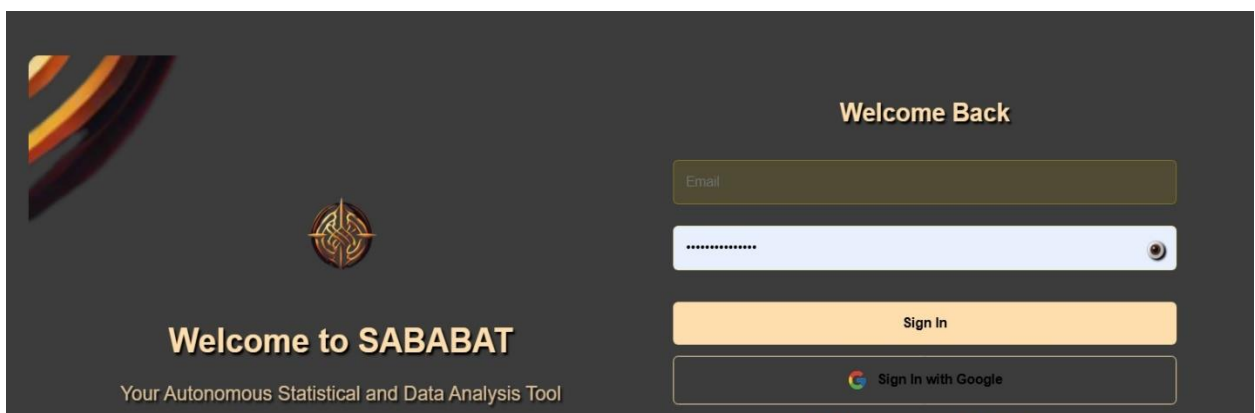 Welcome Back
Email
•••••••••••••••
Sign In
Sign In with Google
Welcome to SABABAT
Your Autonomous Statistical and Data Analysis Tool